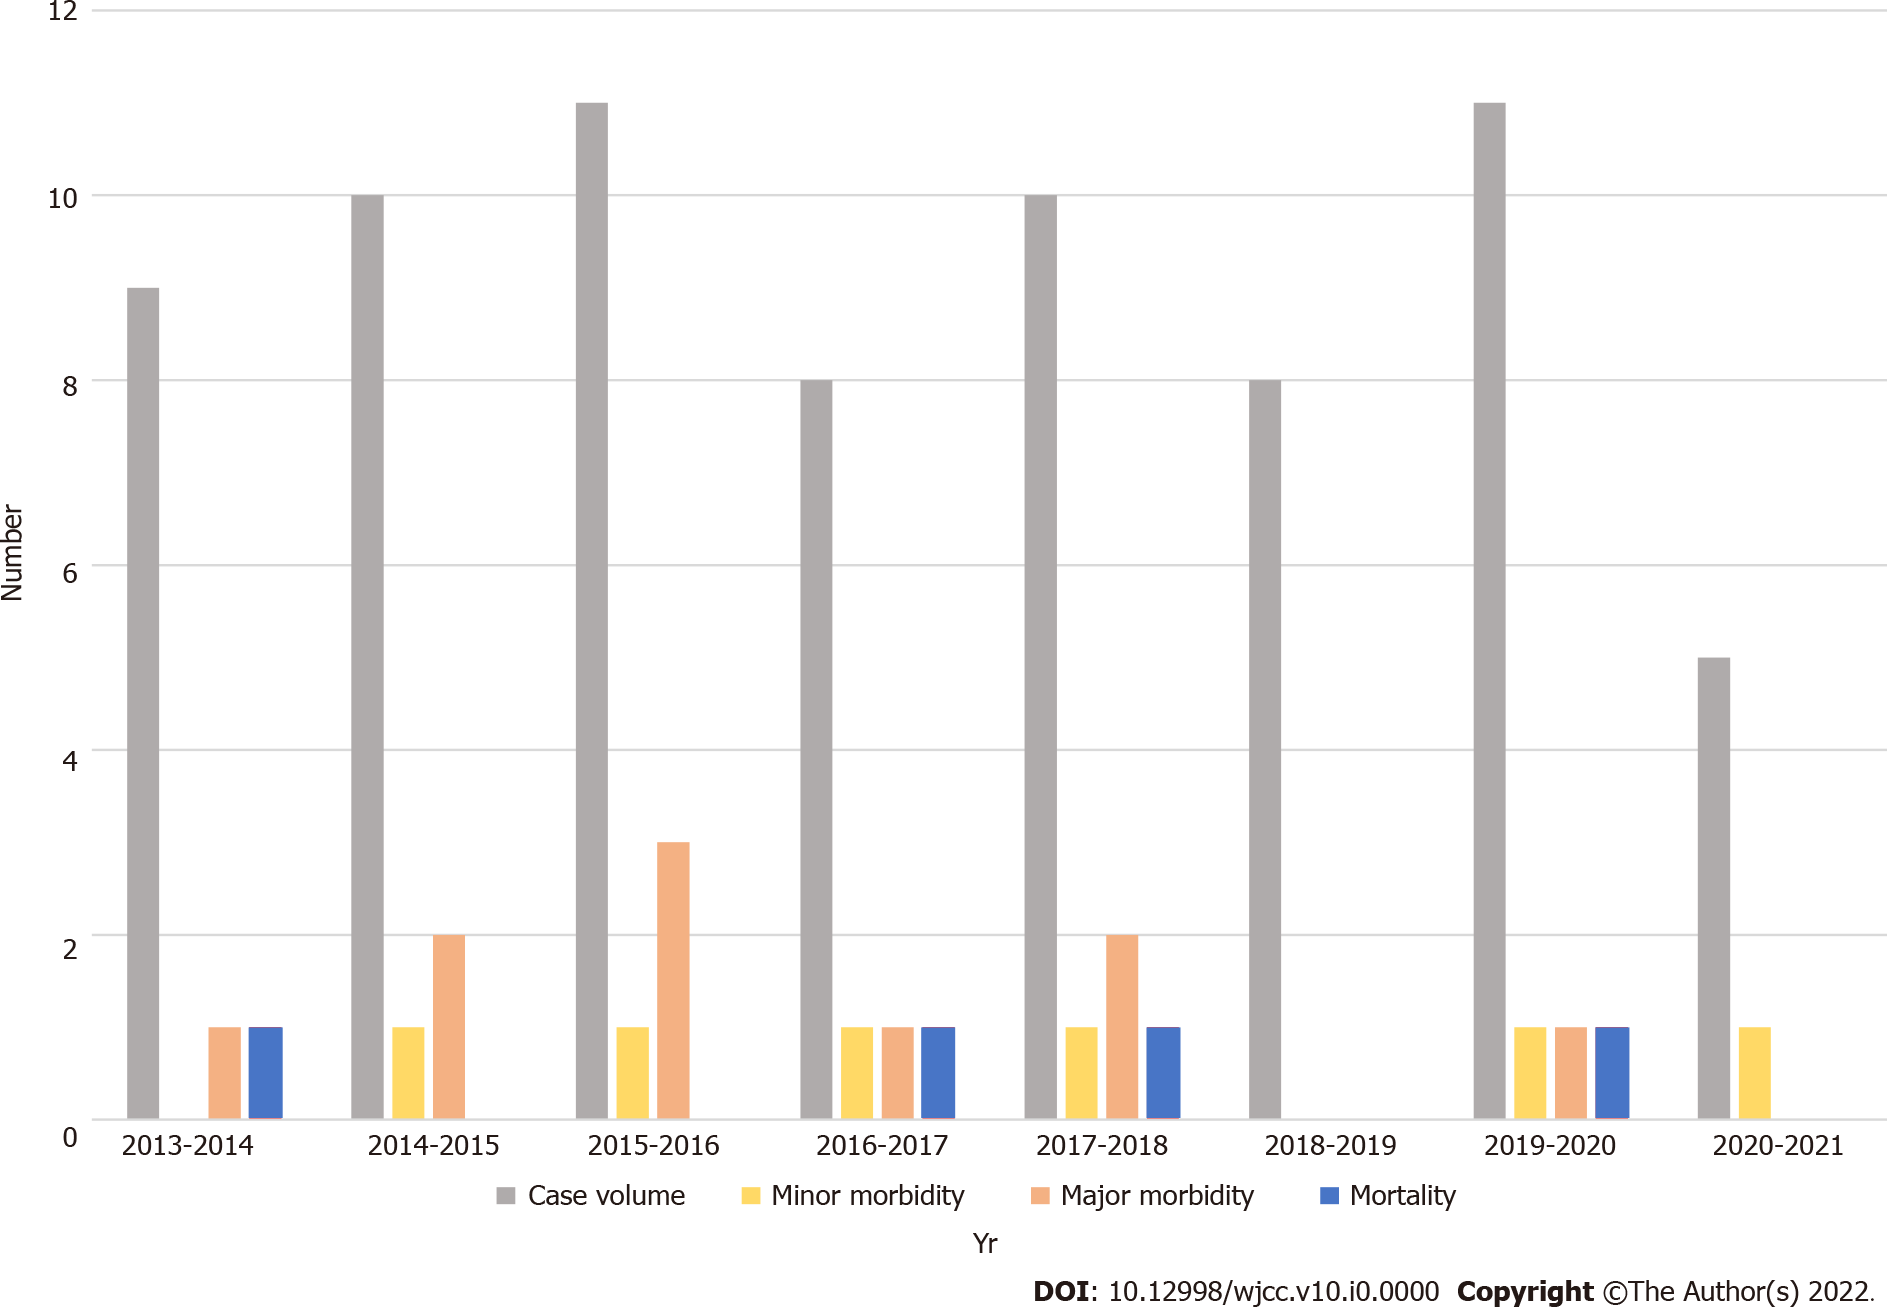 12
10
8
6
4
2
0
Number
2013-2014 2014-2015 2015-2016 2016-2017 2017-2018 2018-2019 2019-2020 2020-2021
Case volume Minor morbidity Major morbidity Mortality
Yr
DOI: 10.12998/wjcc.v10.i0.0000 Copyright ©The Author(s) 2022.